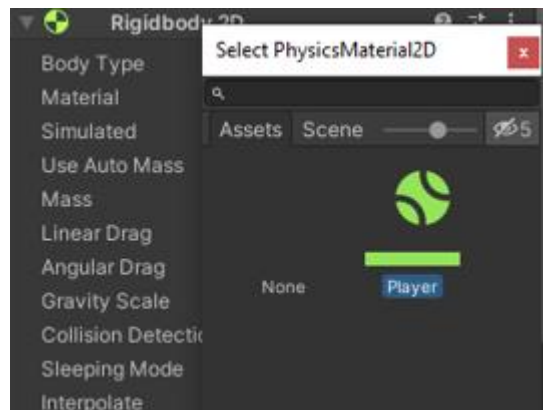 Rigidbody 2D
Select PhysicsMaterial2D
x
Body Type
Material
Simulated
Assets Scene 5
Use Auto Mass
Mass
Linear Drag
Angular Drag
None Player
Gravity Scale
Collision Detectio
Sleeping Mode
Interpolate